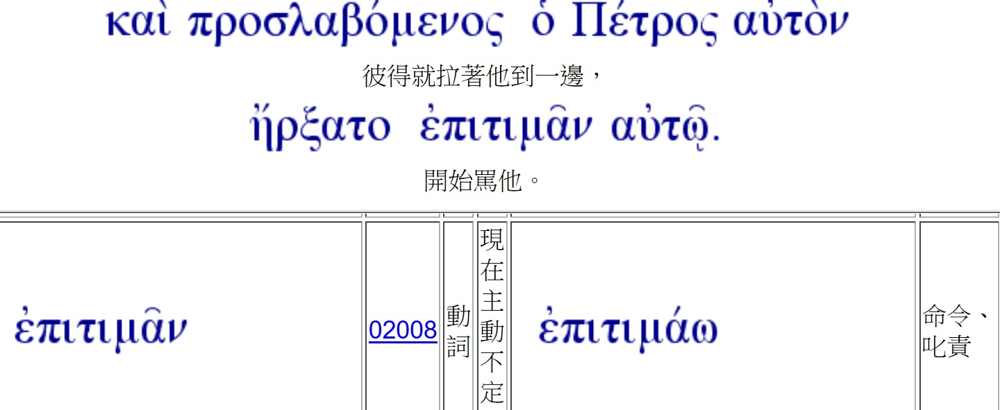 καὶ προσλαβόμενος ὁ Πέτρος αὐτὸν
彼得就拉著他到一邊，
ἤρξατο ἐπιτιμᾶν αὐτῷ.
開始罵他。
ἐπιτιμᾶν
02008
動
詞
現
在
主
動
不
定
ἐπιτιμάω
命令、
叱責